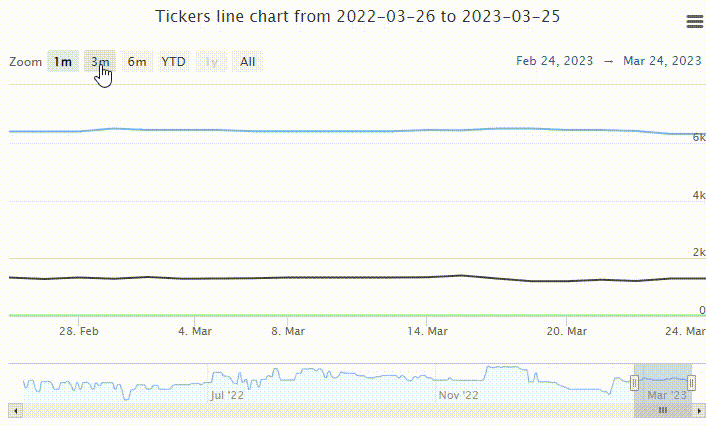 Tickers line chart from 2022-03-26 to 2023-03-25
Zoom 1m 3m 6m YTD 1y All Feb 24, 2023 → Mar 24, 2023
6k
4k
2k
0
28. Feb 4. Mar 8. Mar 14. Mar 20. Mar 24. Mar
Jul '22 Nov '22 Mar '23